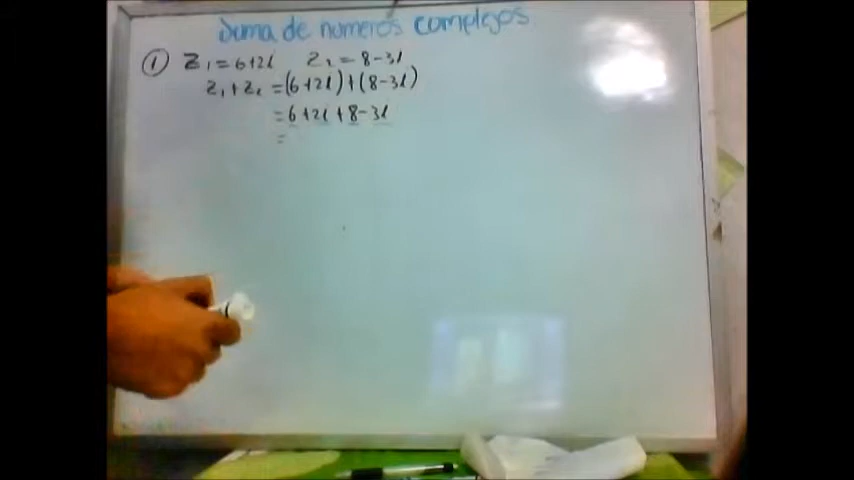 Suma de numeros complejos
① Z₁ = 6+2i Z₂ = 8-3i
Z₁+Z₂ = (6+2i)+(8-3i)
= 6+2i+8-3i
=